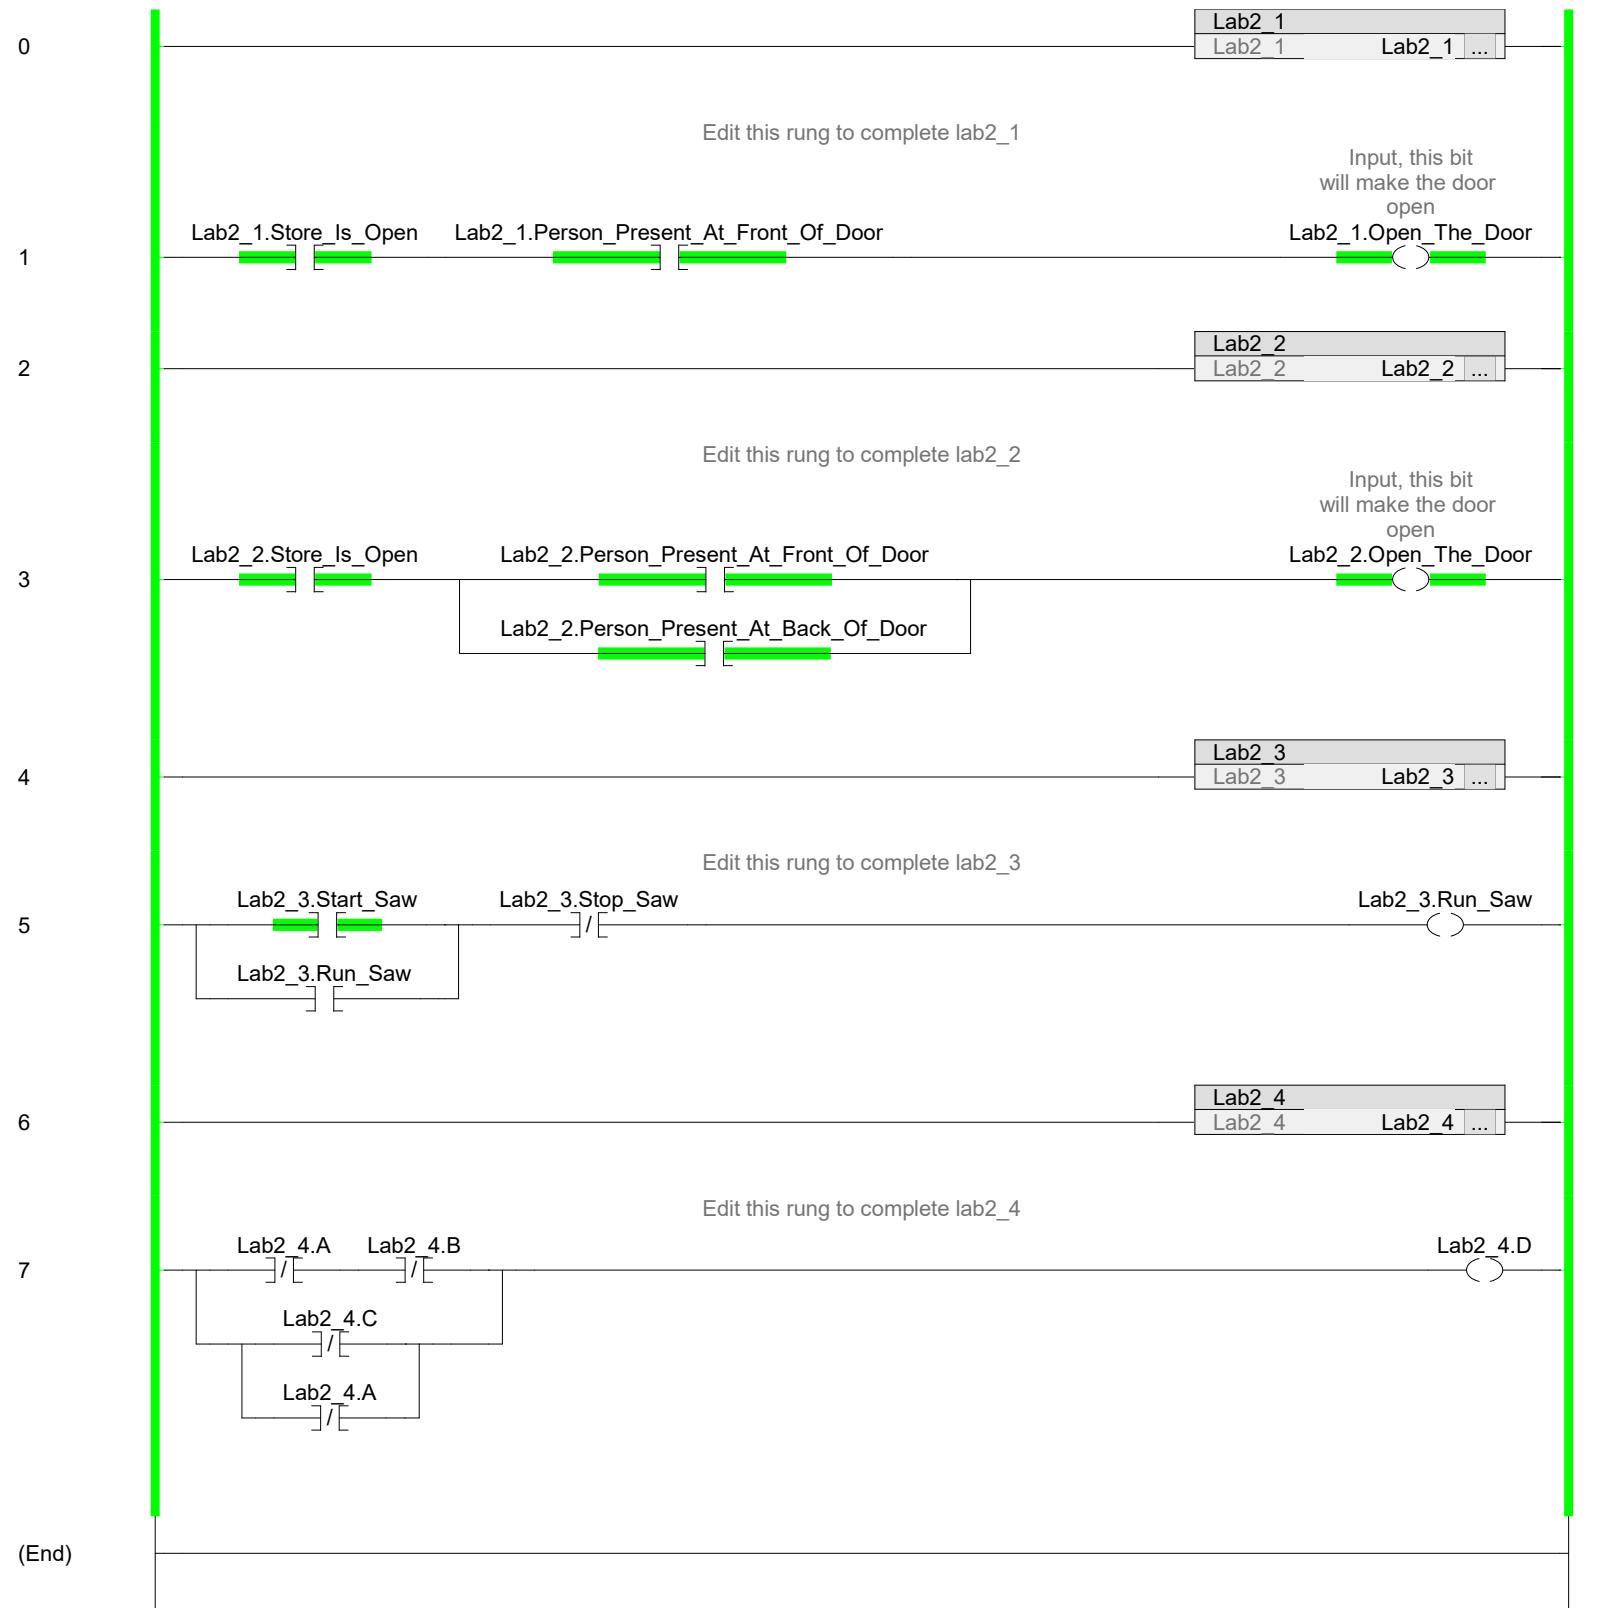 0
Lab2_1
Lab2_1 Lab2_1 ...
Edit this rung to complete lab2_1
Input, this bit
will make the door
open
Lab2_1.Store_Is_Open Lab2_1.Person_Present_At_Front_Of_Door Lab2_1.Open_The_Door
1
Lab2_2
2 Lab2_2 Lab2_2 ...
Edit this rung to complete lab2_2
Input, this bit
will make the door
open
Lab2_2.Store_Is_Open Lab2_2.Person_Present_At_Front_Of_Door Lab2_2.Open_The_Door
3
Lab2_2.Person_Present_At_Back_Of_Door
Lab2_3
4 Lab2_3 Lab2_3 ...
Edit this rung to complete lab2_3
Lab2_3.Start_Saw Lab2_3.Stop_Saw Lab2_3.Run_Saw
5 /
Lab2_3.Run_Saw
Lab2_4
6 Lab2_4 Lab2_4 ...
Edit this rung to complete lab2_4
Lab2_4.A Lab2_4.B Lab2_4.D
7 / /
Lab2_4.C
/
Lab2_4.A
/
(End)